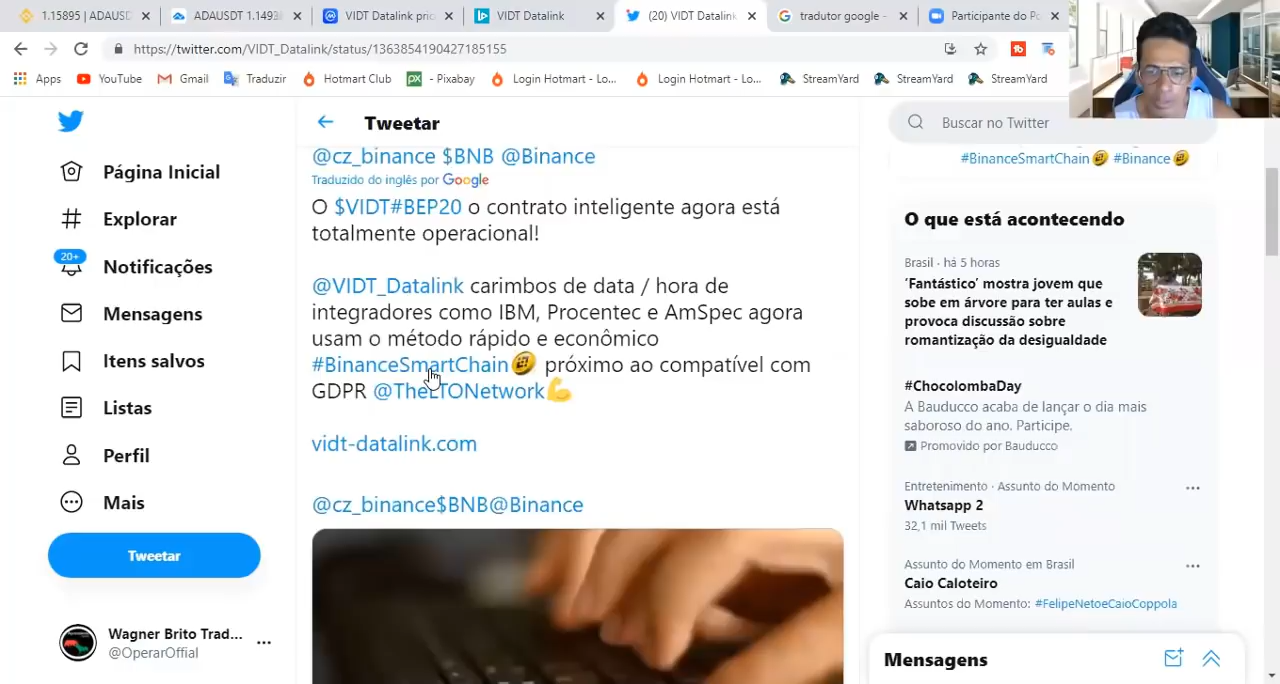 1.15895 | ADAUSD
ADAUSDT 1.1493
VIDT Datalink pric
VIDT Datalink
(20) VIDT Datalink
tradutor google -
Participante do Po
https://twitter.com/VIDT_Datalink/status/1363854190427185155
Apps
YouTube
Gmail
Traduzir
Hotmart Club
px - Pixabay
Login Hotmart - Lo...
Login Hotmart - Lo...
StreamYard
StreamYard
StreamYard
Página Inicial
Explorar
20+
Notificações
Mensagens
Itens salvos
Listas
Perfil
Mais
Tweetar
Wagner Brito Trad...
@OperarOffial
Tweetar
@cz_binance $BNB @Binance
Traduzido do inglês por Google
O $VIDT#BEP20 o contrato inteligente agora está
totalmente operacional!
@VIDT_Datalink carimbos de data / hora de
integradores como IBM, Procentec e AmSpec agora
usam o método rápido e econômico
#BinanceSmartChain próximo ao compatível com
GDPR @TheLTONetwork
vidt-datalink.com
@cz_binance$BNB@Binance
Buscar no Twitter
#BinanceSmartChain #Binance
O que está acontecendo
Brasil · há 5 horas
‘Fantástico’ mostra jovem que
sobe em árvore para ter aulas e
provoca discussão sobre
romantização da desigualdade
#ChocolombaDay
A Bauducco acaba de lançar o dia mais
saboroso do ano. Participe.
Promovido por Bauducco
Entretenimento · Assunto do Momento
Whatsapp 2
32,1 mil Tweets
Assunto do Momento em Brasil
Caio Caloteiro
Assuntos do Momento: #FelipeNetoeCaioCoppola
Mensagens